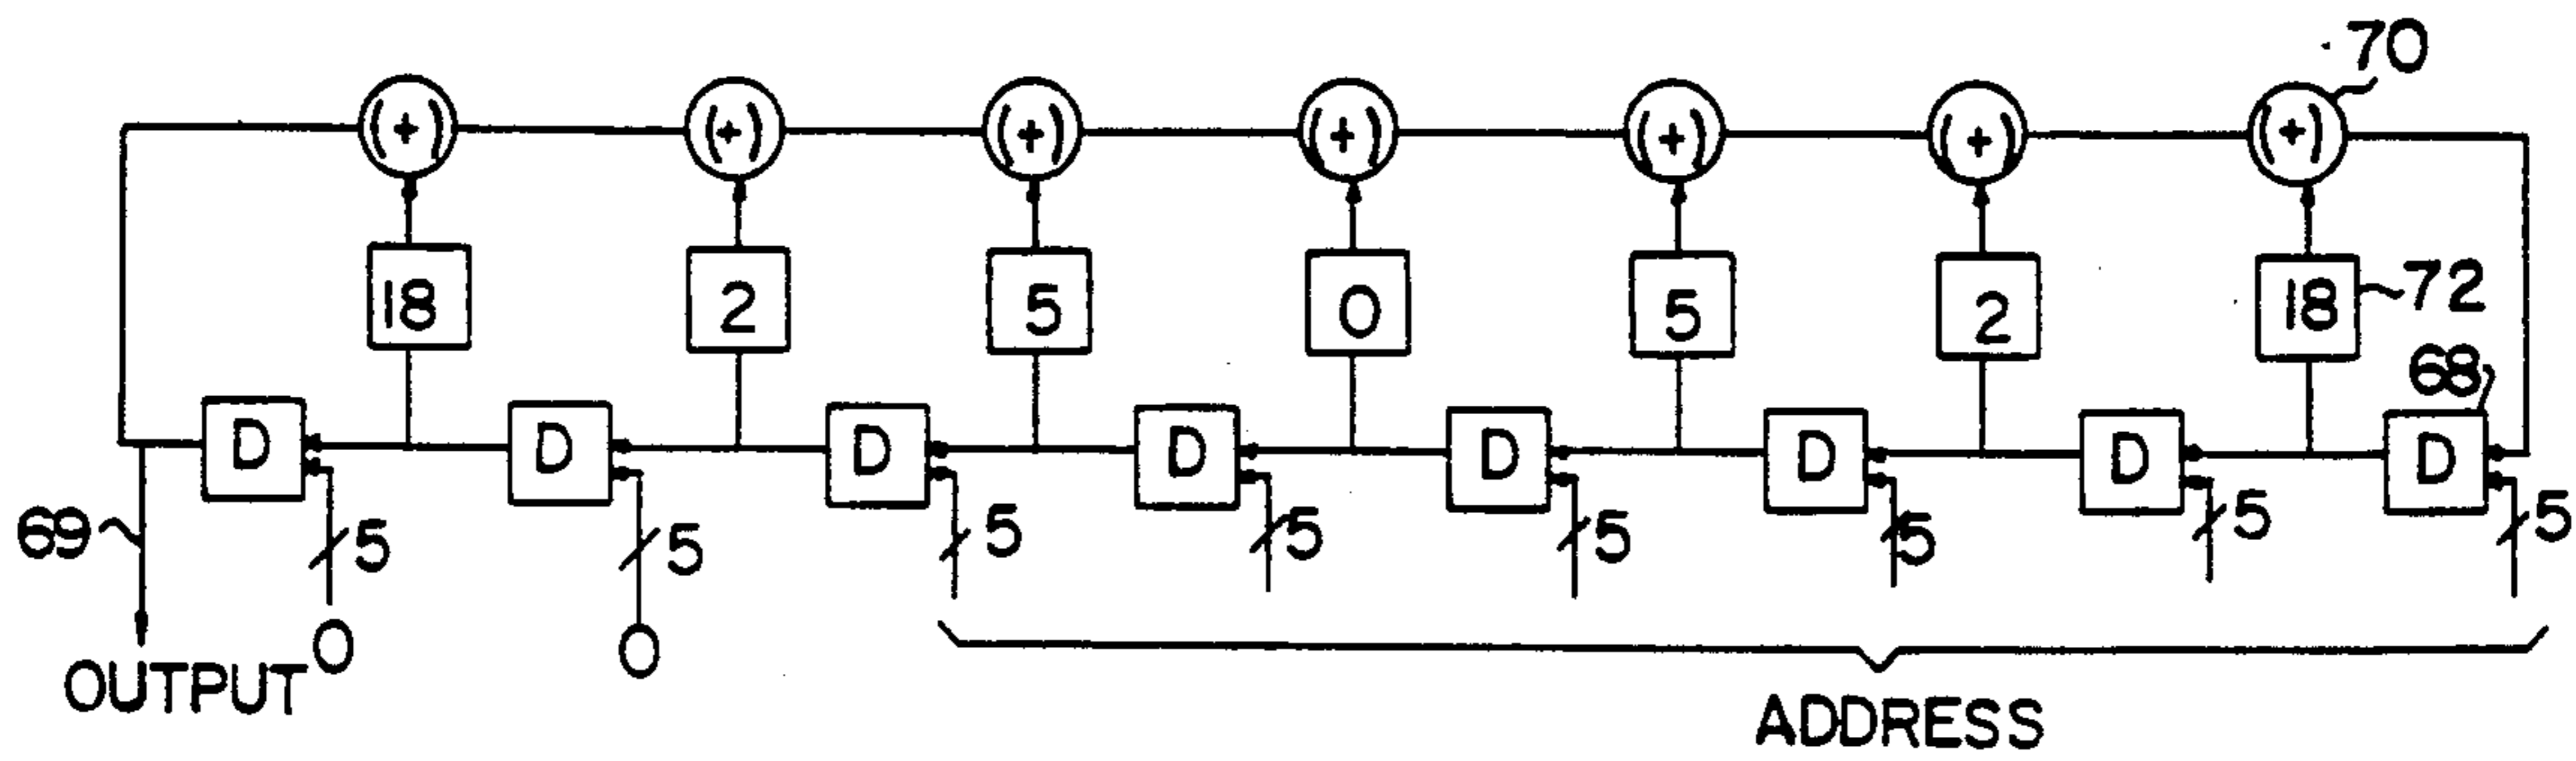 70
(+) (+) (+) (+) (+) (+) (+)
18 2 5 0 5 2 18 72
68
D D D D D D D D
69 5 5 5 5 5 5 5 5
OUTPUT 0 0
ADDRESS